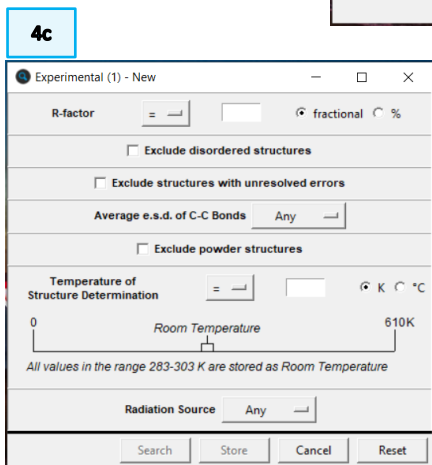 4c
Experimental (1) - New
R-factor = fractional %
Exclude disordered structures
Exclude structures with unresolved errors
Average e.s.d. of C-C Bonds Any
Exclude powder structures
Temperature of
Structure Determination = K °C
0 Room Temperature 610K
All values in the range 283-303 K are stored as Room Temperature
Radiation Source Any
Search Store Cancel Reset